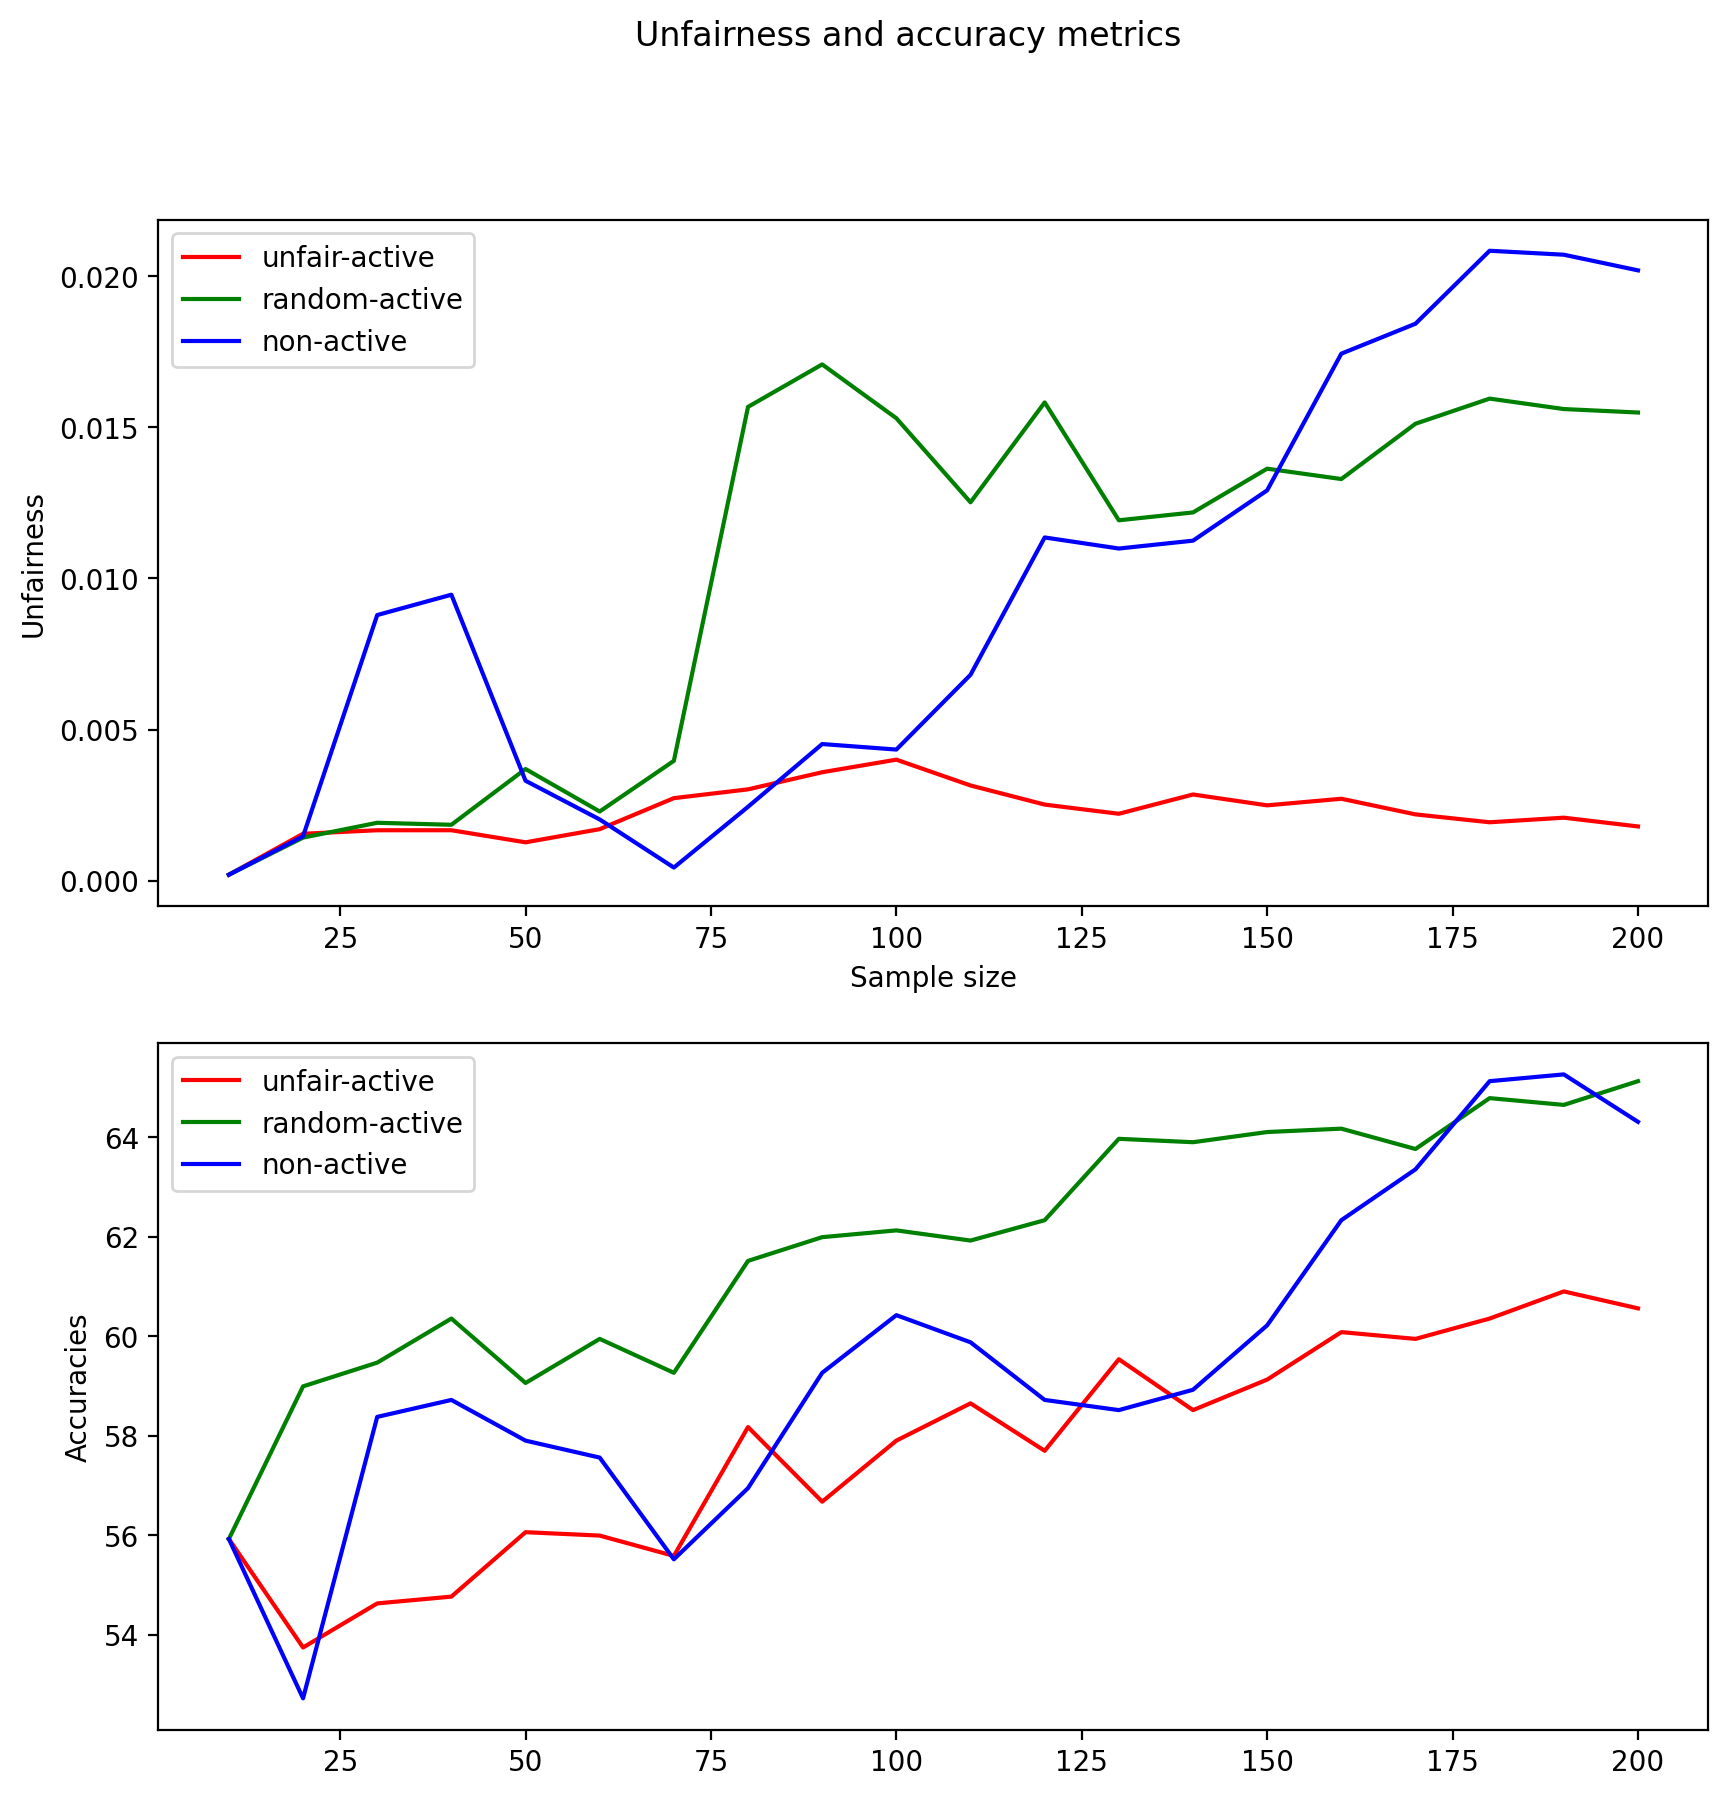 Unfairness and accuracy metrics
unfair-active
random-active
non-active
0.020
0.015
0.010
0.005
0.000
Unfairness
25 50 75 100 125 150 175 200
Sample size
unfair-active
random-active
non-active
64
62
60
58
56
54
Accuracies
25 50 75 100 125 150 175 200